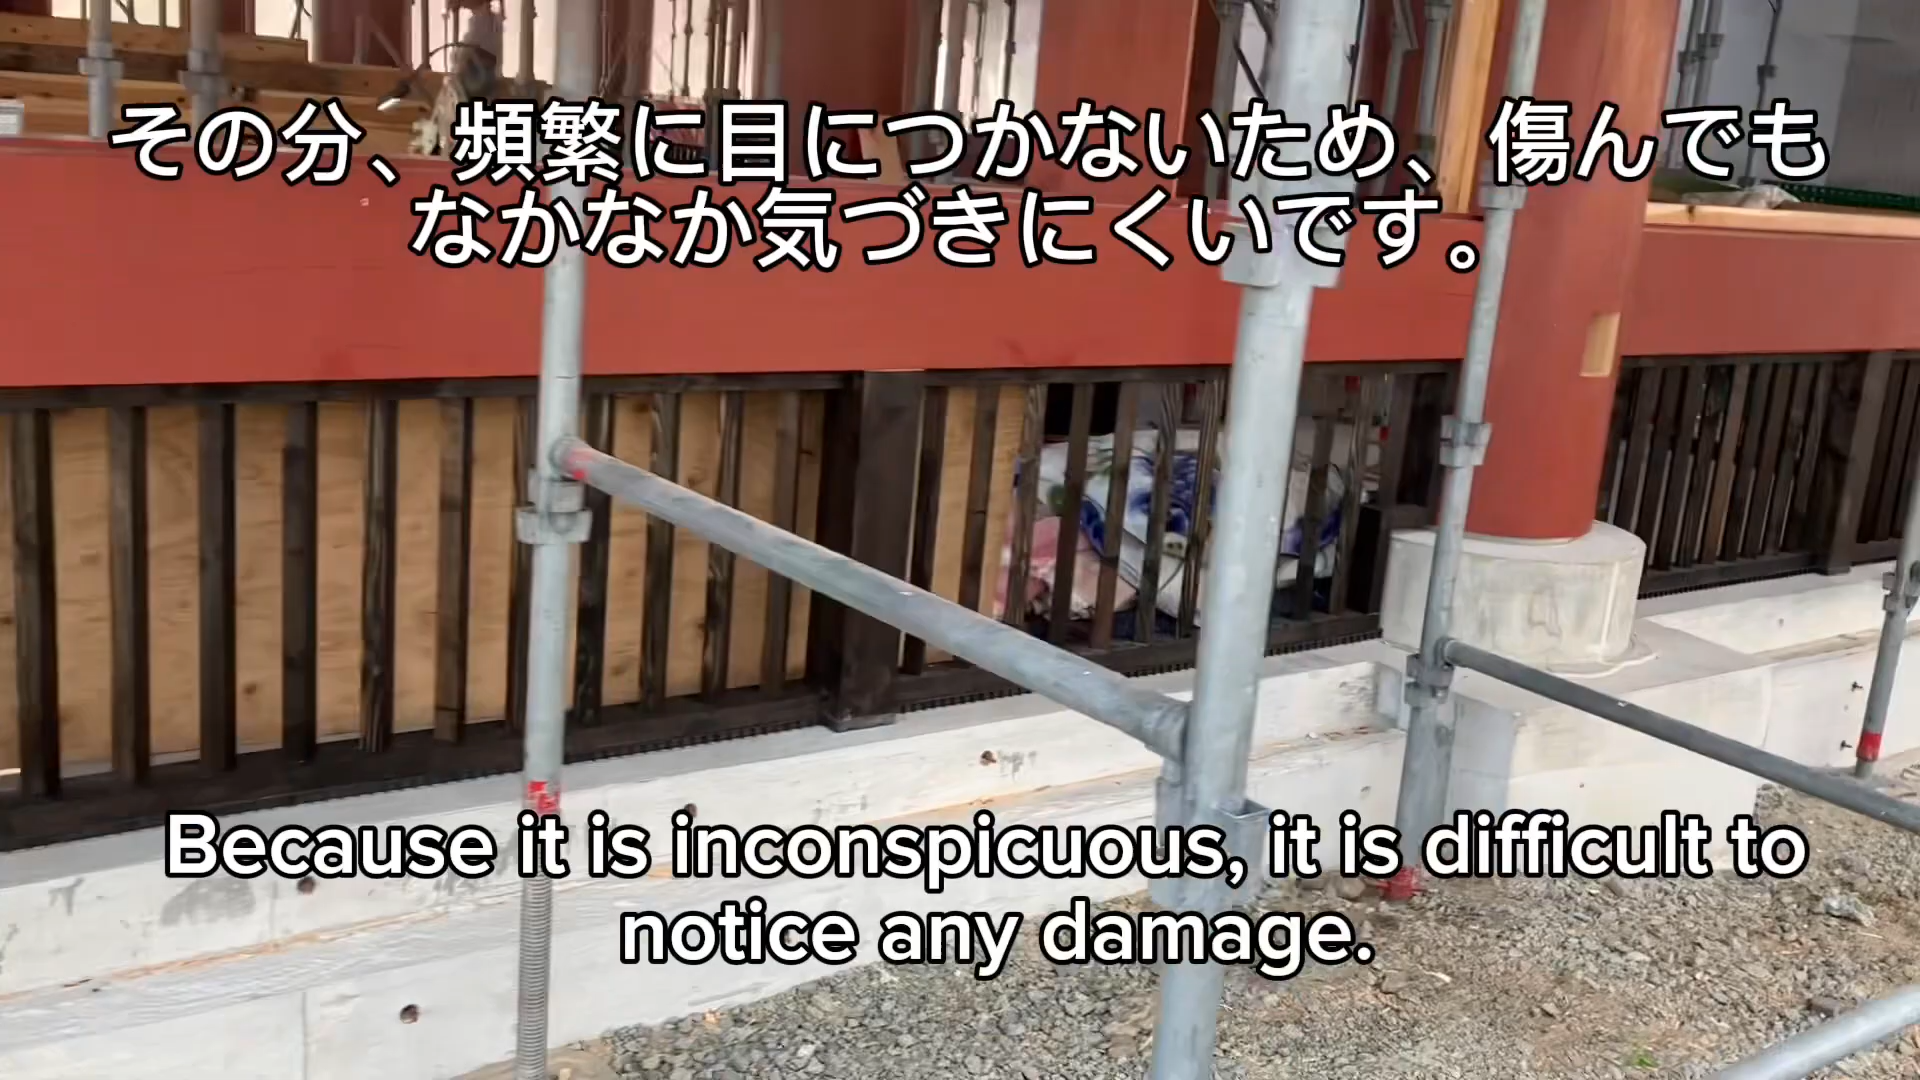 その分、頻繁に目につかないため、傷んでも
なかなか気づきにくいです。
Because it is inconspicuous, it is difficult to
notice any damage.